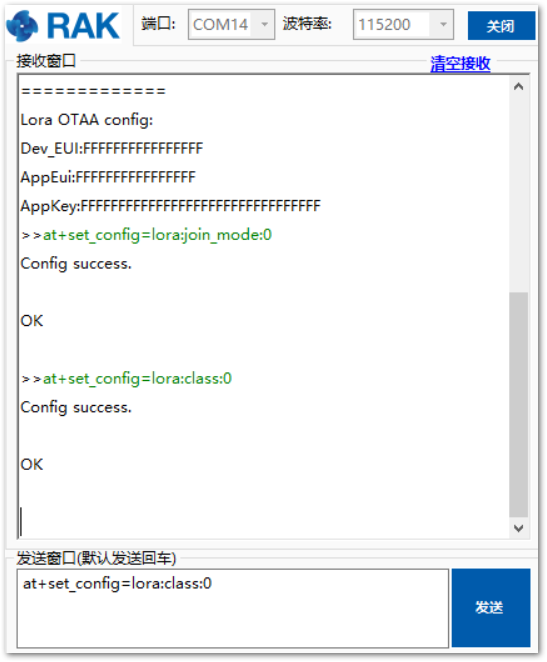 RAK 端口: COM14 波特率: 115200 关闭
接收窗口 清空接收
=============
Lora OTAA config:
Dev_EUI:FFFFFFFFFFFFFFFF
AppEui:FFFFFFFFFFFFFFFF
AppKey:FFFFFFFFFFFFFFFFFFFFFFFFFFFFFFFF
>>at+set_config=lora:join_mode:0
Config success.
OK
>>at+set_config=lora:class:0
Config success.
OK
发送窗口(默认发送回车)
at+set_config=lora:class:0
发送